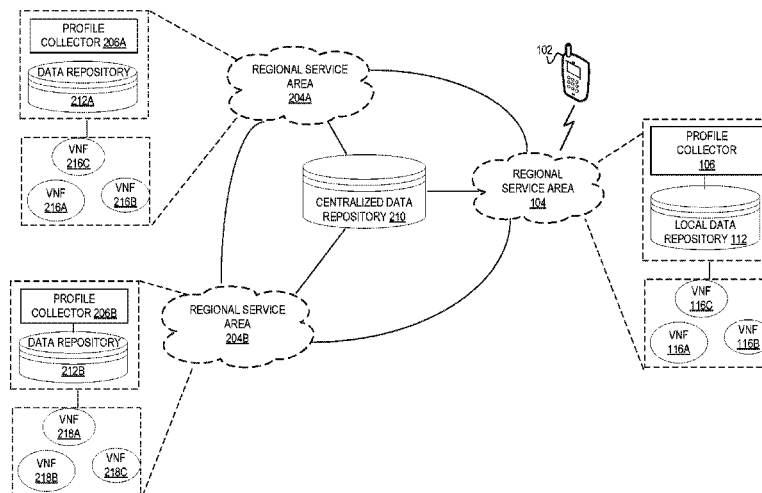 PROFILE
COLLECTOR 206A
DATA REPOSITORY
212A
VNF
216C
VNF
216A
VNF
216B
REGIONAL SERVICE
AREA
204A
102
CENTRALIZED DATA
REPOSITORY 210
REGIONAL
SERVICE AREA
104
PROFILE
COLLECTOR
106
LOCAL DATA
REPOSITORY 112
VNF
116C
VNF
116A
VNF
116B
PROFILE
COLLECTOR 206B
DATA REPOSITORY
212B
VNF
218A
VNF
218B
VNF
218C
REGIONAL SERVICE
AREA
204B